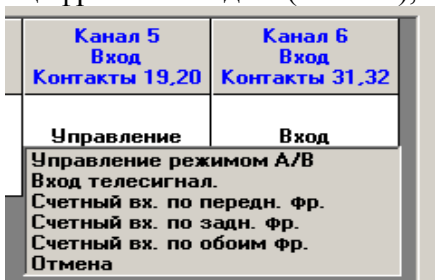 Канал 5 Канал 6
Вход Вход
Контакты 19,20 Контакты 31,32
Управление Вход
Управление режимом А/В
Вход телесигнал.
Счетный вх. по передн. фр.
Счетный вх. по задн. фр.
Счетный вх. по обоим фр.
Отмена